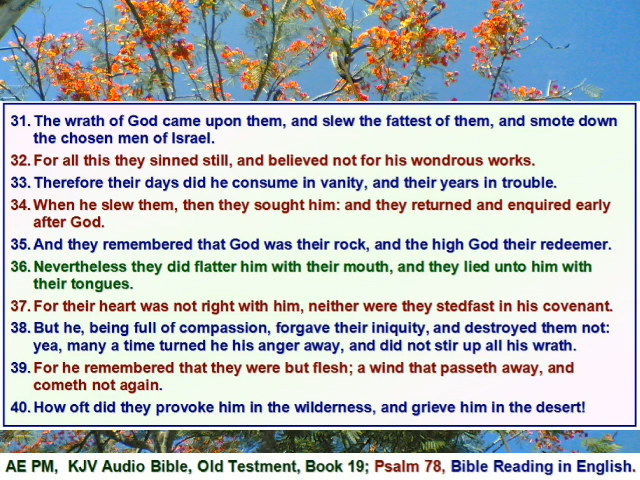 31. The wrath of God came upon them, and slew the fattest of them, and smote down
the chosen men of Israel.
32. For all this they sinned still, and believed not for his wondrous works.
33. Therefore their days did he consume in vanity, and their years in trouble.
34. When he slew them, then they sought him: and they returned and enquired early
after God.
35. And they remembered that God was their rock, and the high God their redeemer.
36. Nevertheless they did flatter him with their mouth, and they lied unto him with
their tongues.
37. For their heart was not right with him, neither were they stedfast in his covenant.
38. But he, being full of compassion, forgave their iniquity, and destroyed them not:
yea, many a time turned he his anger away, and did not stir up all his wrath.
39. For he remembered that they were but flesh; a wind that passeth away, and
cometh not again.
40. How oft did they provoke him in the wilderness, and grieve him in the desert!
AE PM, KJV Audio Bible, Old Testment, Book 19; Psalm 78, Bible Reading in English.